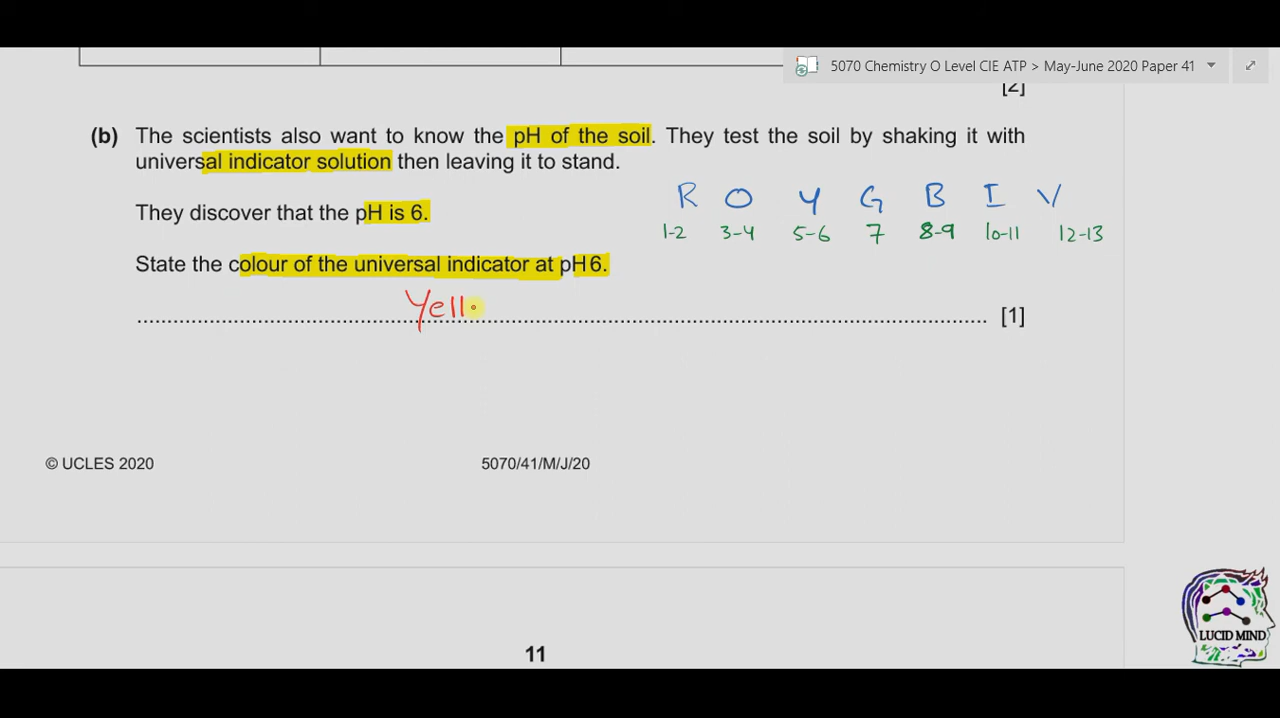 5070 Chemistry O Level CIE ATP > May-June 2020 Paper 41
[2]
(b) The scientists also want to know the pH of the soil. They test the soil by shaking it with
universal indicator solution then leaving it to stand.
R O Y G B I V
They discover that the pH is 6.
1-2 3-4 5-6 7 8-9 10-11 12-13
State the colour of the universal indicator at pH 6.
Yell
[1]
© UCLES 2020 5070/41/M/J/20
LUCID MIND
11